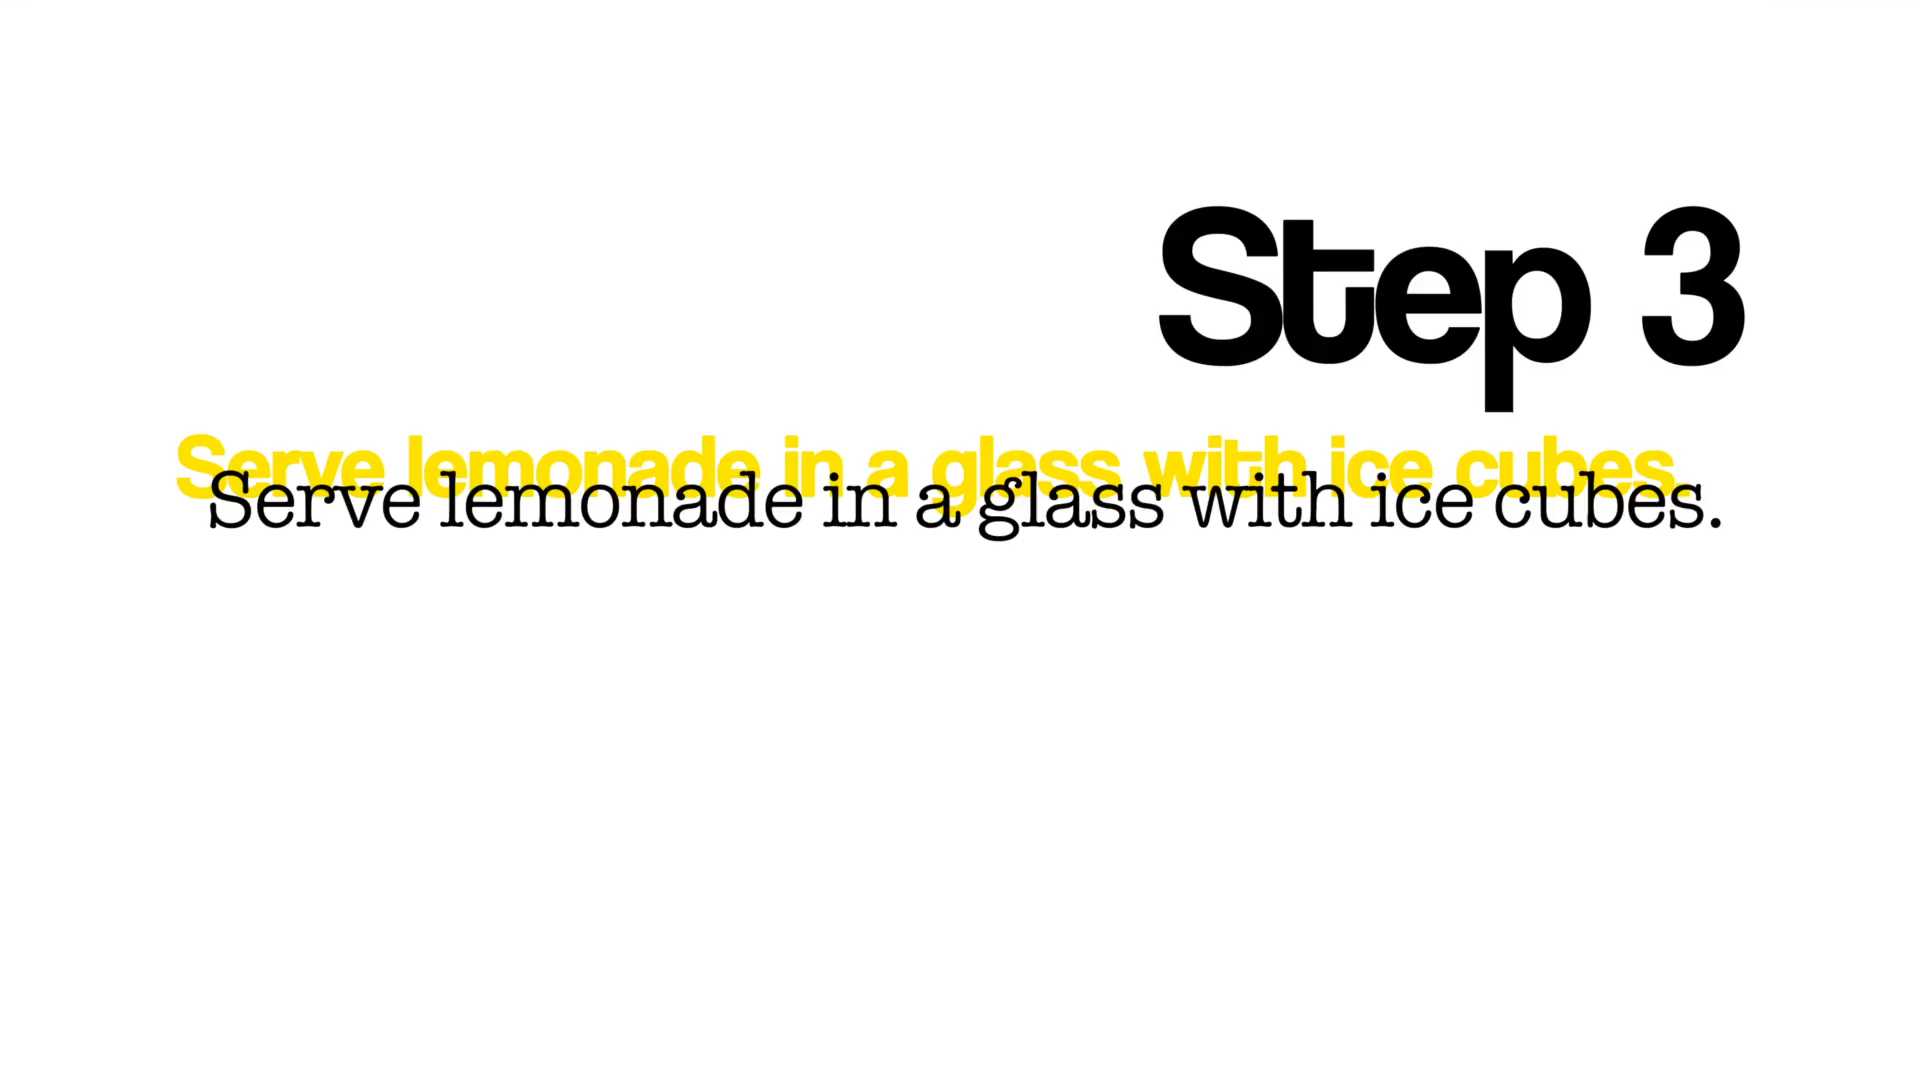 Step 3
Serve lemonade in a glass with ice cubes.
Serve lemonade in a glass with ice cubes.